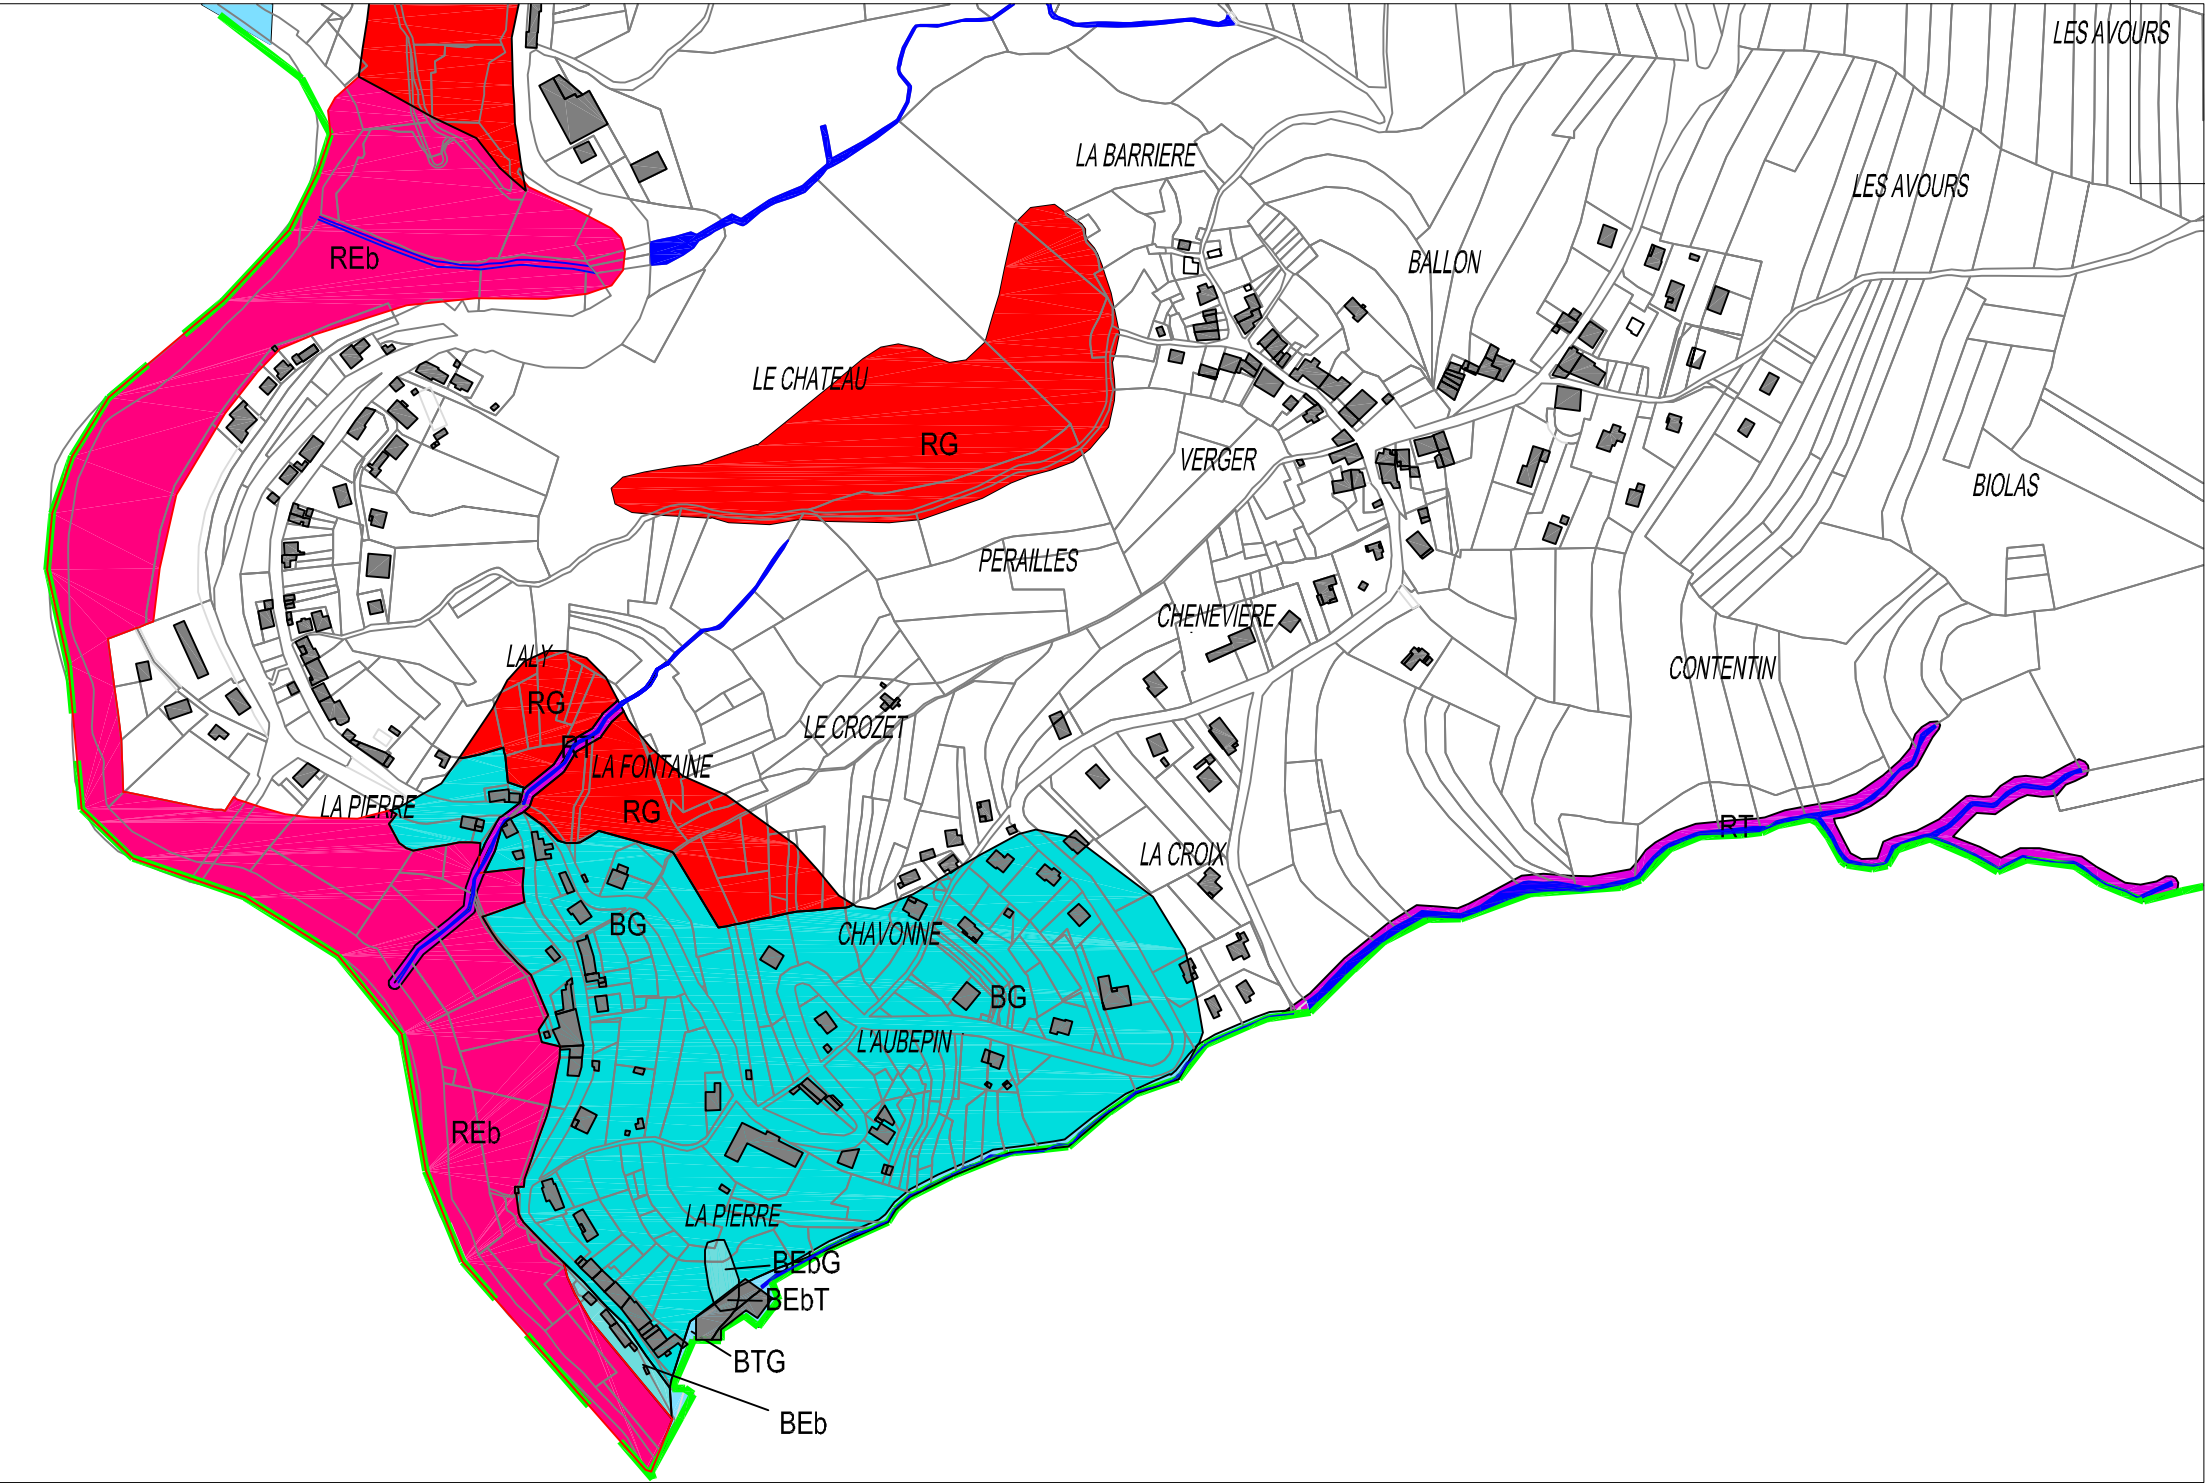 LES AVOURS
LA BARRIERE
LES AVOURS
REb
BALLON
LE CHATEAU
RG
VERGER
BIOLAS
PERAILLES
CHENEVIERE
LALY
CONTENTIN
RG
LE CROZET
RT
LA FONTAINE
LA PIERRE
RG
RT
LA CROIX
BG
CHAVONNE
BG
L'AUBEPIN
REb
LA PIERRE
BEbG
BEbT
BTG
BEb